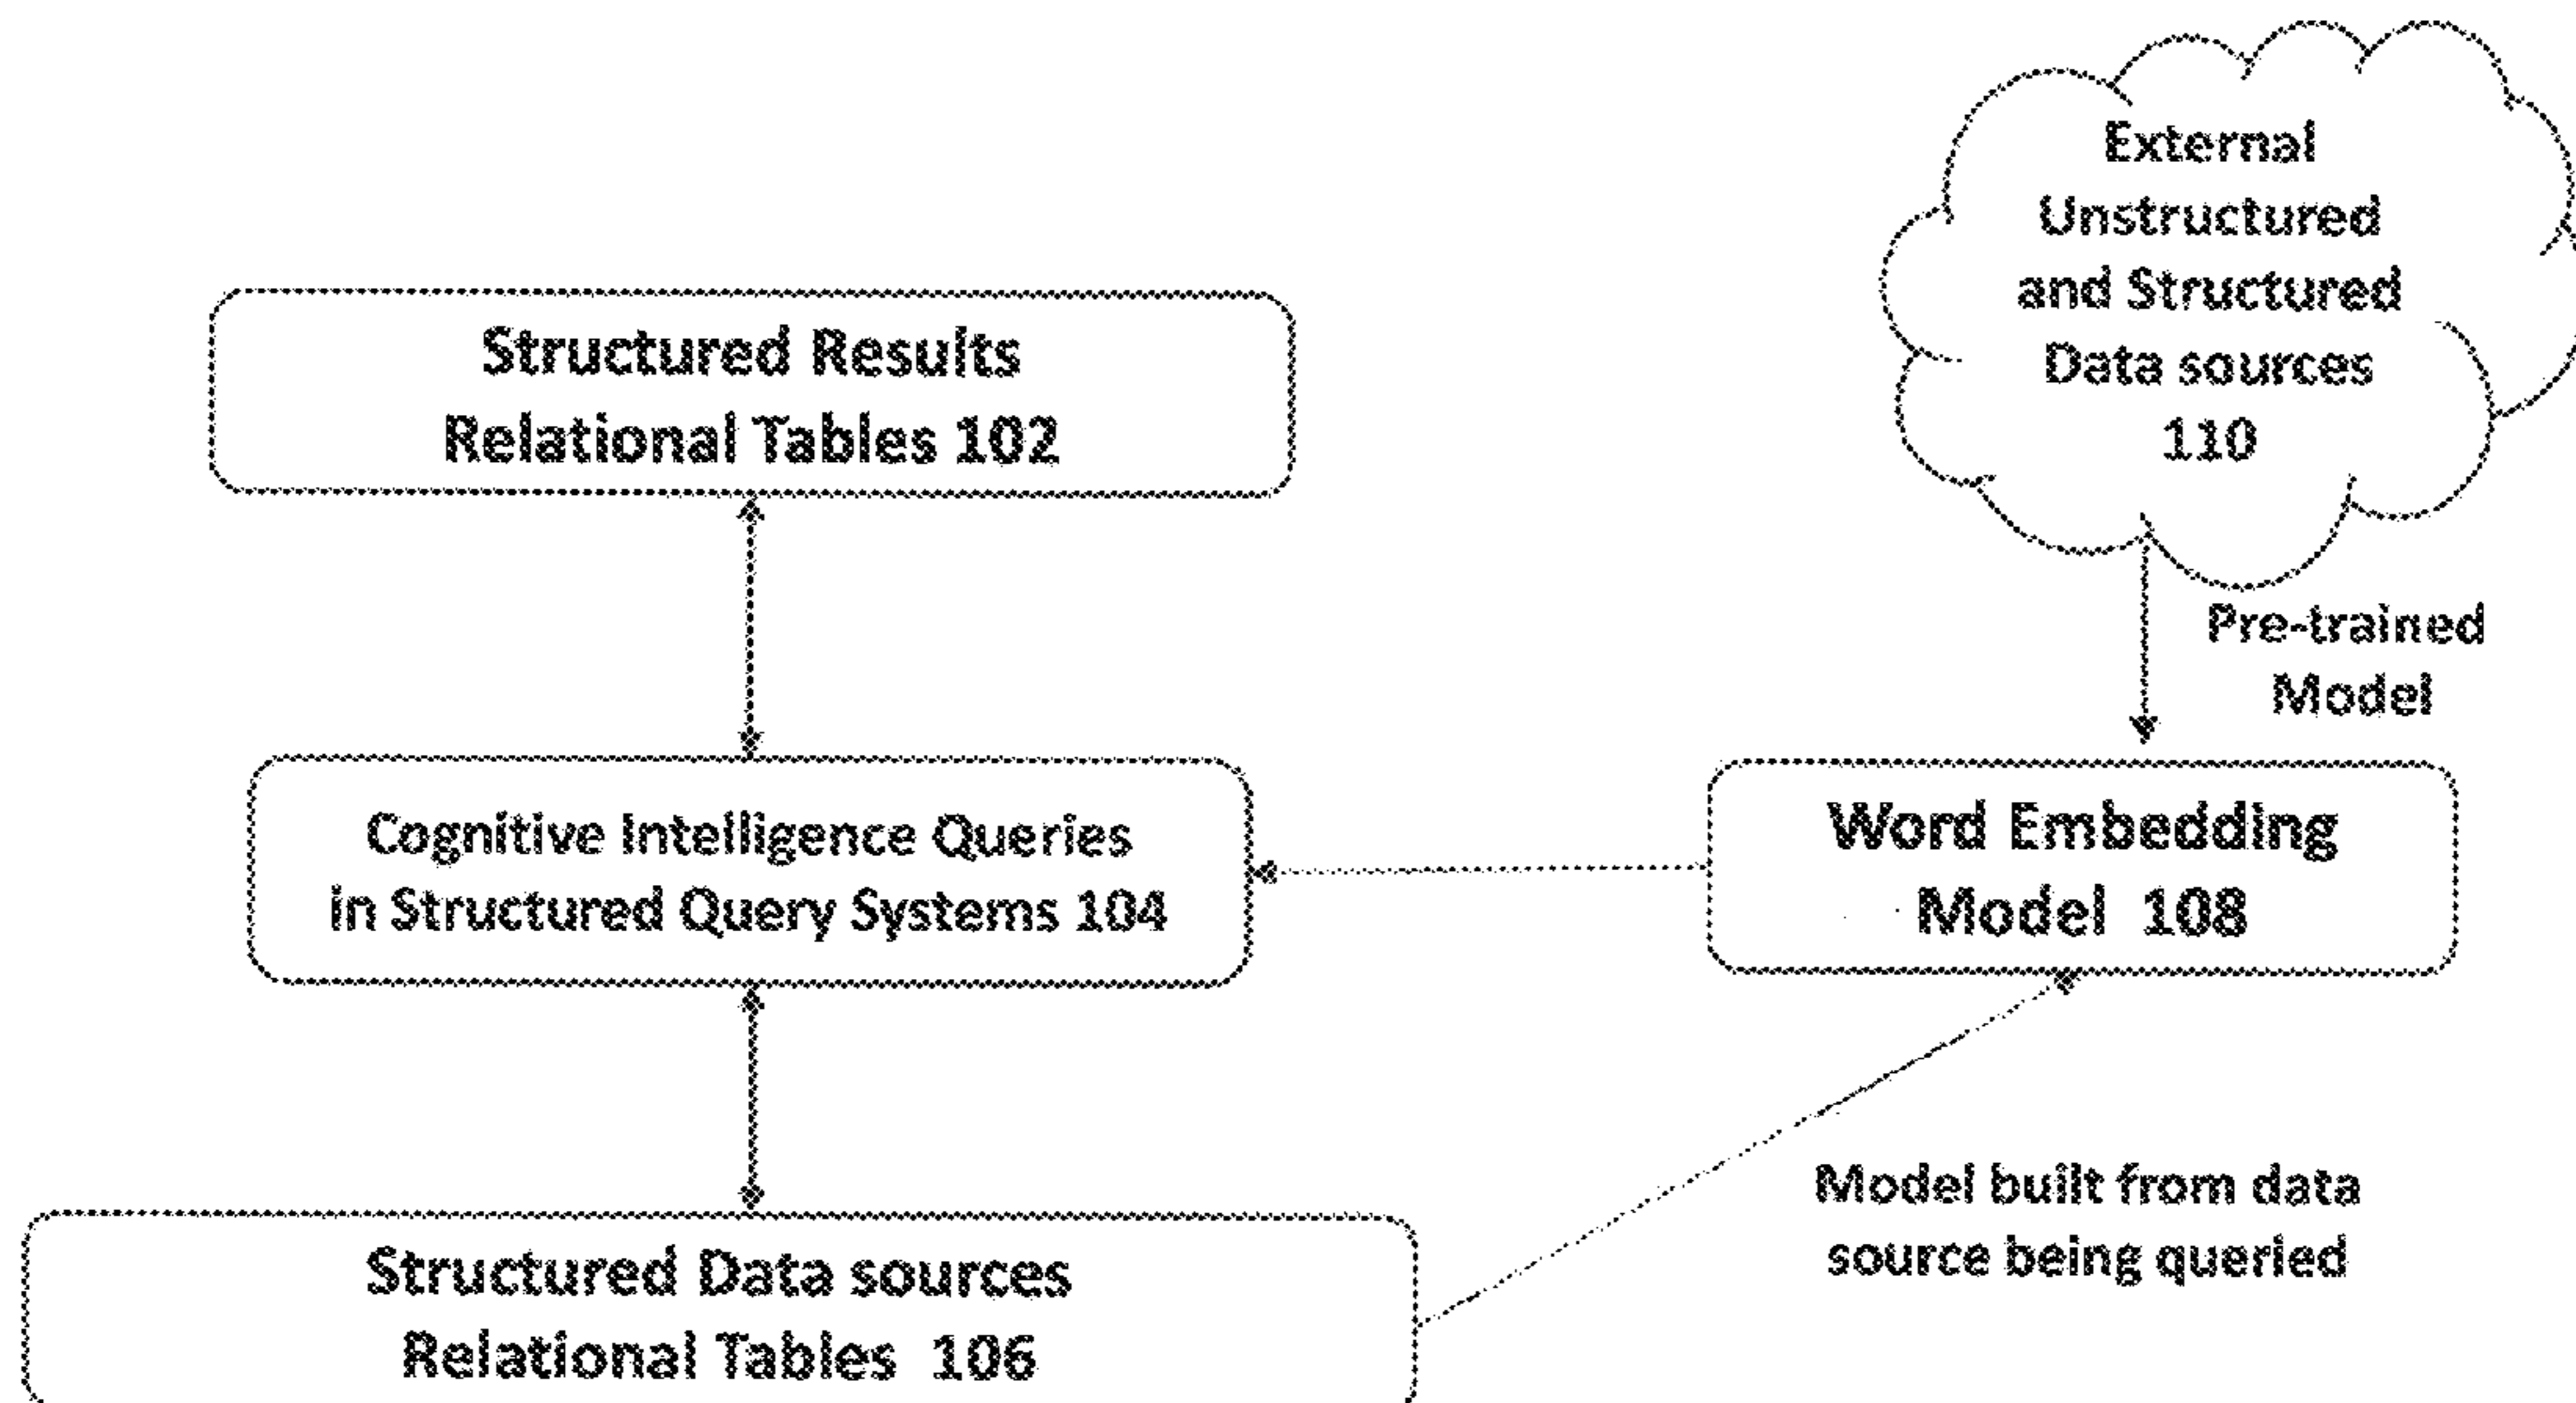 External
Unstructured
and Structured
Data sources
110
Structured Results
Relational Tables 102
Pre-trained
Model
Cognitive Intelligence Queries
in Structured Query Systems 104
Word Embedding
Model 108
Model built from data
source being queried
Structured Data sources
Relational Tables 106